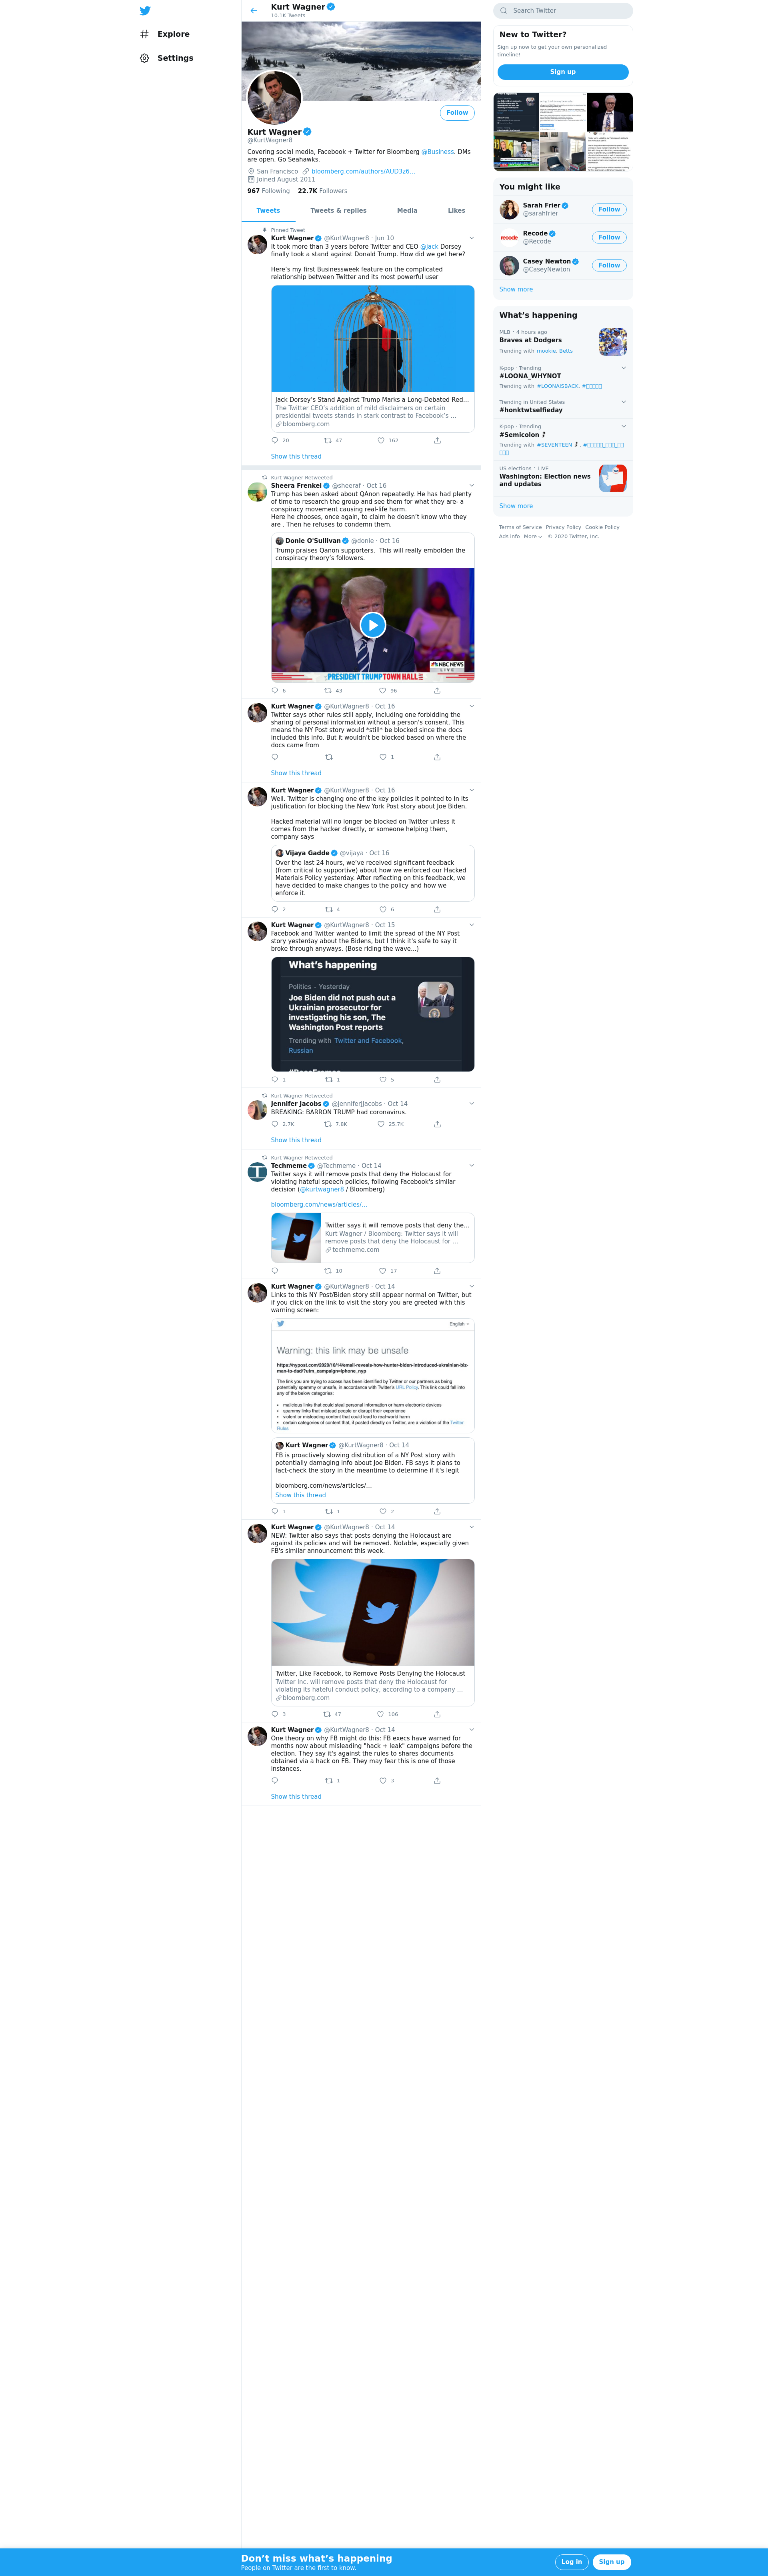 Explore
Settings
Kurt Wagner
10.1K Tweets
Follow
Kurt Wagner
@KurtWagner8
Covering social media, Facebook + Twitter for Bloomberg @Business. DMs
are open. Go Seahawks.
San Francisco bloomberg.com/authors/AUD3z6…
Joined August 2011
967 Following 22.7K Followers
Tweets Tweets & replies Media Likes
Pinned Tweet
Kurt Wagner @KurtWagner8 · Jun 10
It took more than 3 years before Twitter and CEO @jack Dorsey
finally took a stand against Donald Trump. How did we get here?
Here's my first Businessweek feature on the complicated
relationship between Twitter and its most powerful user
Jack Dorsey's Stand Against Trump Marks a Long-Debated Red…
The Twitter CEO's addition of mild disclaimers on certain
presidential tweets stands in stark contrast to Facebook's …
bloomberg.com
20 47 162
Show this thread
Kurt Wagner Retweeted
Sheera Frenkel @sheeraf · Oct 16
Trump has been asked about QAnon repeatedly. He has had plenty
of time to research the group and see them for what they are- a
conspiracy movement causing real-life harm.
Here he chooses, once again, to claim he doesn't know who they
are . Then he refuses to condemn them.
Donie O'Sullivan @donie · Oct 16
Trump praises Qanon supporters. This will really embolden the
conspiracy theory's followers.
NBC NEWS
LIVE
PRESIDENT TRUMP TOWN HALL
6 43 96
Kurt Wagner @KurtWagner8 · Oct 16
Twitter says other rules still apply, including one forbidding the
sharing of personal information without a person's consent. This
means the NY Post story would *still* be blocked since the docs
included this info. But it wouldn't be blocked based on where the
docs came from
1
Show this thread
Kurt Wagner @KurtWagner8 · Oct 16
Well. Twitter is changing one of the key policies it pointed to in its
justification for blocking the New York Post story about Joe Biden.
Hacked material will no longer be blocked on Twitter unless it
comes from the hacker directly, or someone helping them,
company says
Vijaya Gadde @vijaya · Oct 16
Over the last 24 hours, we've received significant feedback
(from critical to supportive) about how we enforced our Hacked
Materials Policy yesterday. After reflecting on this feedback, we
have decided to make changes to the policy and how we
enforce it.
2 4 6
Kurt Wagner @KurtWagner8 · Oct 15
Facebook and Twitter wanted to limit the spread of the NY Post
story yesterday about the Bidens, but I think it's safe to say it
broke through anyways. (Bose riding the wave…)
What's happening
Politics · Yesterday
Joe Biden did not push out a
Ukrainian prosecutor for
investigating his son, The
Washington Post reports
Trending with Twitter and Facebook,
Russian
1 1 5
Kurt Wagner Retweeted
Jennifer Jacobs @JenniferJJacobs · Oct 14
BREAKING: BARRON TRUMP had coronavirus.
2.7K 7.8K 25.7K
Show this thread
Kurt Wagner Retweeted
Techmeme @Techmeme · Oct 14
Twitter says it will remove posts that deny the Holocaust for
violating hateful speech policies, following Facebook's similar
decision (@kurtwagner8 / Bloomberg)
bloomberg.com/news/articles/…
Twitter says it will remove posts that deny the…
Kurt Wagner / Bloomberg: Twitter says it will
remove posts that deny the Holocaust for …
techmeme.com
10 17
Kurt Wagner @KurtWagner8 · Oct 14
Links to this NY Post/Biden story still appear normal on Twitter, but
if you click on the link to visit the story you are greeted with this
warning screen:
English
Warning: this link may be unsafe
https://nypost.com/2020/10/14/email-reveals-how-hunter-biden-introduced-ukrainian-biz-
man-to-dad/?utm_campaign=iphone_nyp
The link you are trying to access has been identified by Twitter or our partners as being
potentially spammy or unsafe, in accordance with Twitter's URL Policy. This link could fall into
any of the below categories:
• malicious links that could steal personal information or harm electronic devices
• spammy links that mislead people or disrupt their experience
• violent or misleading content that could lead to real-world harm
• certain categories of content that, if posted directly on Twitter, are a violation of the Twitter
Rules
Kurt Wagner @KurtWagner8 · Oct 14
FB is proactively slowing distribution of a NY Post story with
potentially damaging info about Joe Biden. FB says it plans to
fact-check the story in the meantime to determine if it's legit
bloomberg.com/news/articles/…
Show this thread
1 1 2
Kurt Wagner @KurtWagner8 · Oct 14
NEW: Twitter also says that posts denying the Holocaust are
against its policies and will be removed. Notable, especially given
FB's similar announcement this week.
Twitter, Like Facebook, to Remove Posts Denying the Holocaust
Twitter Inc. will remove posts that deny the Holocaust for
violating its hateful conduct policy, according to a company …
bloomberg.com
3 47 106
Kurt Wagner @KurtWagner8 · Oct 14
One theory on why FB might do this: FB execs have warned for
months now about misleading "hack + leak" campaigns before the
election. They say it's against the rules to shares documents
obtained via a hack on FB. They may fear this is one of those
instances.
1 3
Show this thread
Search Twitter
New to Twitter?
Sign up now to get your own personalized
timeline!
Sign up
You might like
Sarah Frier
@sarahfrier
Follow
recode
Recode
@Recode
Follow
Casey Newton
@CaseyNewton
Follow
Show more
What's happening
MLB · 4 hours ago
Braves at Dodgers
Trending with mookie, Betts
K-pop · Trending
#LOONA_WHYNOT
Trending with #LOONAISBACK, #
Trending in United States
#honktwtselfieday
K-pop · Trending
#Semicolon
Trending with #SEVENTEEN , #
US elections · LIVE
Washington: Election news
and updates
Show more
Terms of Service Privacy Policy Cookie Policy
Ads info More © 2020 Twitter, Inc.
Don't miss what's happening
People on Twitter are the first to know.
Log in
Sign up